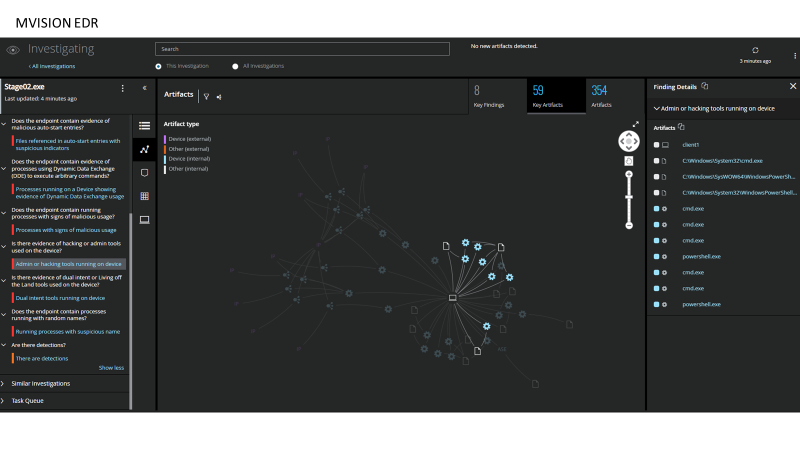 MVISION EDR
Investigating
‹ All Investigations
Search
This Investigation
All Investigations
No new artifacts detected.
3 minutes ago
Stage02.exe
Last updated: 4 minutes ago
Does the endpoint contain evidence of
malicious auto-start entries?
Files referenced in auto-start entries with
suspicious indicators
Does the endpoint contain evidence of
processes using Dynamic Data Exchange
(DDE) to execute arbitrary commands?
Processes running on a Device showing
evidence of Dynamic Data Exchange usage
Does the endpoint contain running
processes with signs of malicious usage?
Processes with signs of malicious usage
Is there evidence of hacking or admin tools
used on the device?
Admin or hacking tools running on device
Is there evidence of dual intent or Living off
the Land tools used on the device?
Dual intent tools running on device
Does the endpoint contain processes
running with random names?
Running processes with suspicious name
Are there detections?
There are detections
Show less
Similar Investigations
Task Queue
Artifacts
8
Key Findings
59
Key Artifacts
354
Artifacts
Artifact type
Device (external)
Other (external)
Device (internal)
Other (internal)
Finding Details
Admin or hacking tools running on device
Artifacts
client1
C:\Windows\System32\cmd.exe
C:\Windows\SysWOW64\WindowsPowerSh...
C:\Windows\System32\WindowsPowerShell...
cmd.exe
cmd.exe
cmd.exe
powershell.exe
cmd.exe
cmd.exe
powershell.exe